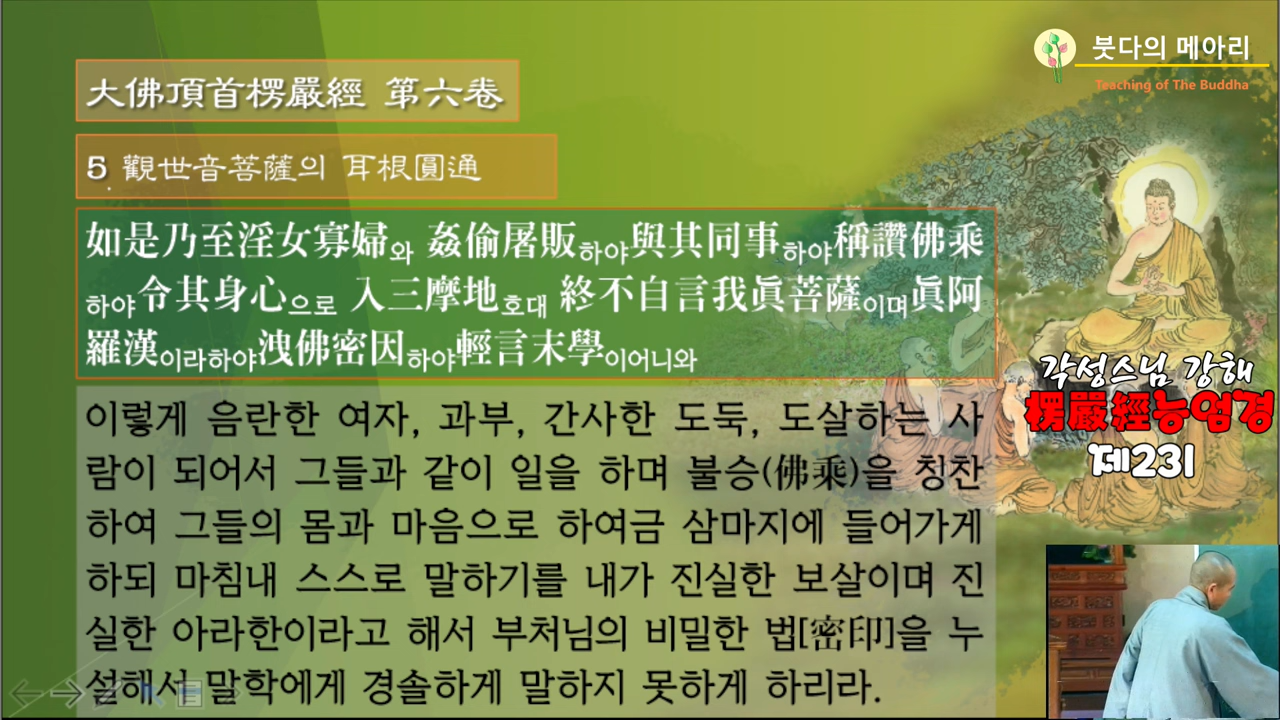 붓다의 메아리
Teaching of The Buddha
大佛頂首楞嚴經 第六卷
5. 觀世音菩薩의 耳根圓通
如是乃至淫女寡婦와 姦偷屠販하야與其同事하야稱讚佛乘
하야令其身心으로 入三摩地호대 終不自言我眞菩薩이며眞阿
羅漢이라하야洩佛密因하야輕言末學이어니와
이렇게 음란한 여자, 과부, 간사한 도둑, 도살하는 사
람이 되어서 그들과 같이 일을 하며 불승(佛乘)을 칭찬
하여 그들의 몸과 마음으로 하여금 삼마지에 들어가게
하되 마침내 스스로 말하기를 내가 진실한 보살이며 진
실한 아라한이라고 해서 부처님의 비밀한 법[密印]을 누
설해서 말학에게 경솔하게 말하지 못하게 하리라.
각성스님 강해
楞嚴經능엄경
제231